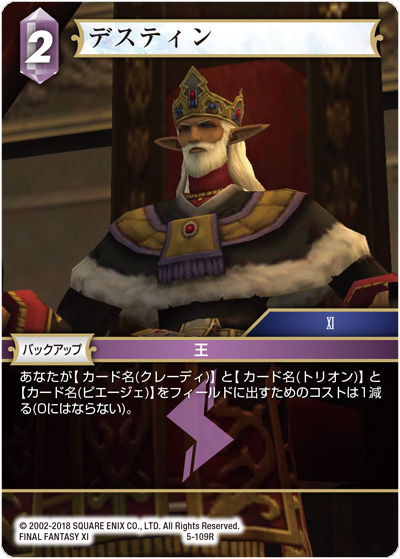 2
デスティン
XI
バックアップ
王
あなたが【カード名(クレーディ)】と【カード名(トリオン)】と
【カード名(ピエージェ)】をフィールドに出すためのコストは1減
る(0にはならない)。
© 2002-2018 SQUARE ENIX CO., LTD. All Rights Reserved.
FINAL FANTASY XI 5-109R